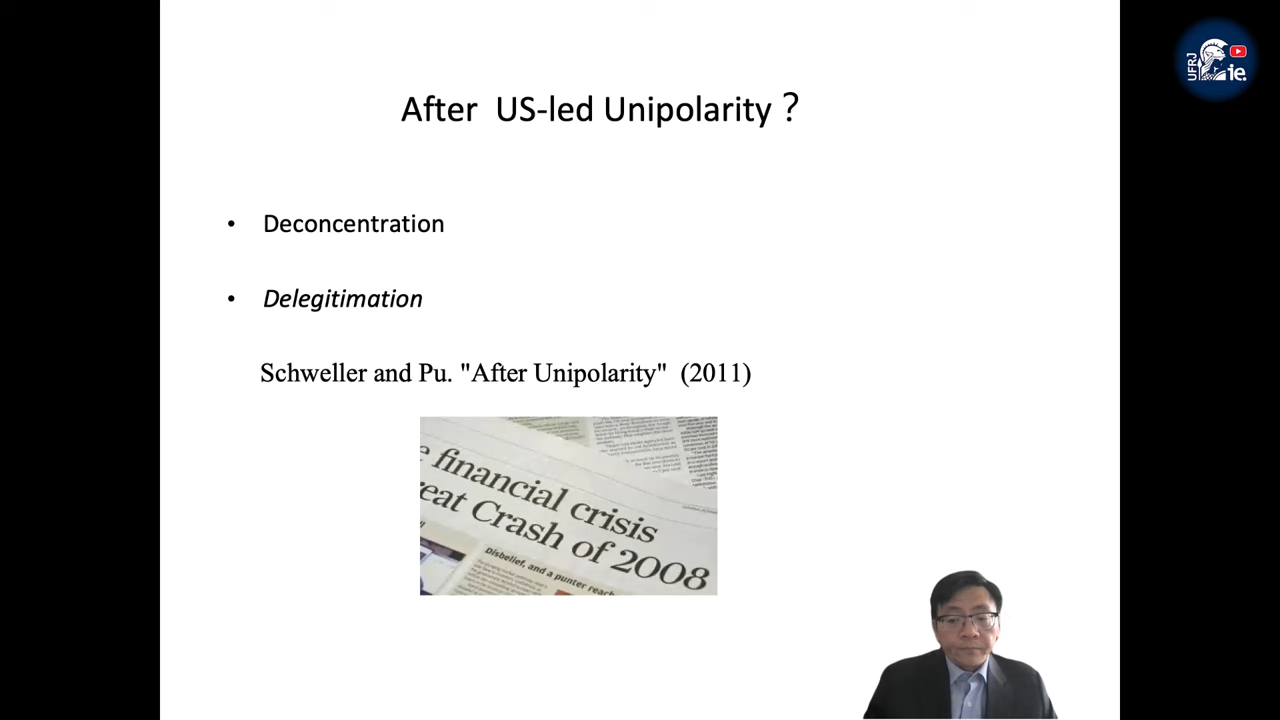 After US-led Unipolarity ?
• Deconcentration
• Delegitimation
Schweller and Pu. "After Unipolarity" (2011)
financial crisis
eat Crash of 2008
Disbelief, and a punter reach
UFRJ
ie.